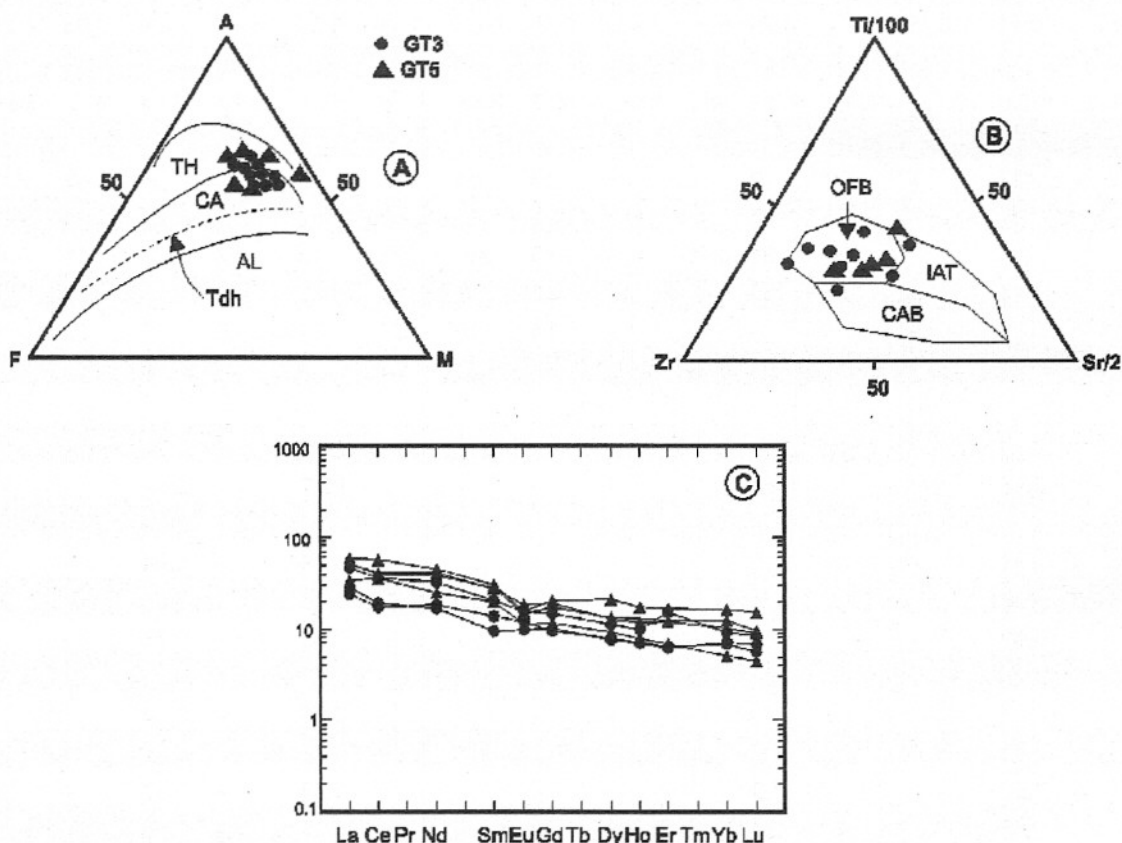 A
GT3
GT5
TH
CA
50
50
A
AL
Tdh
F
M
Ti/100
B
50
50
OFB
IAT
CAB
Zr
Sr/2
50
1000
100
10
1
0.1
C
La Ce Pr Nd Sm Eu Gd Tb Dy Ho Er Tm Yb Lu